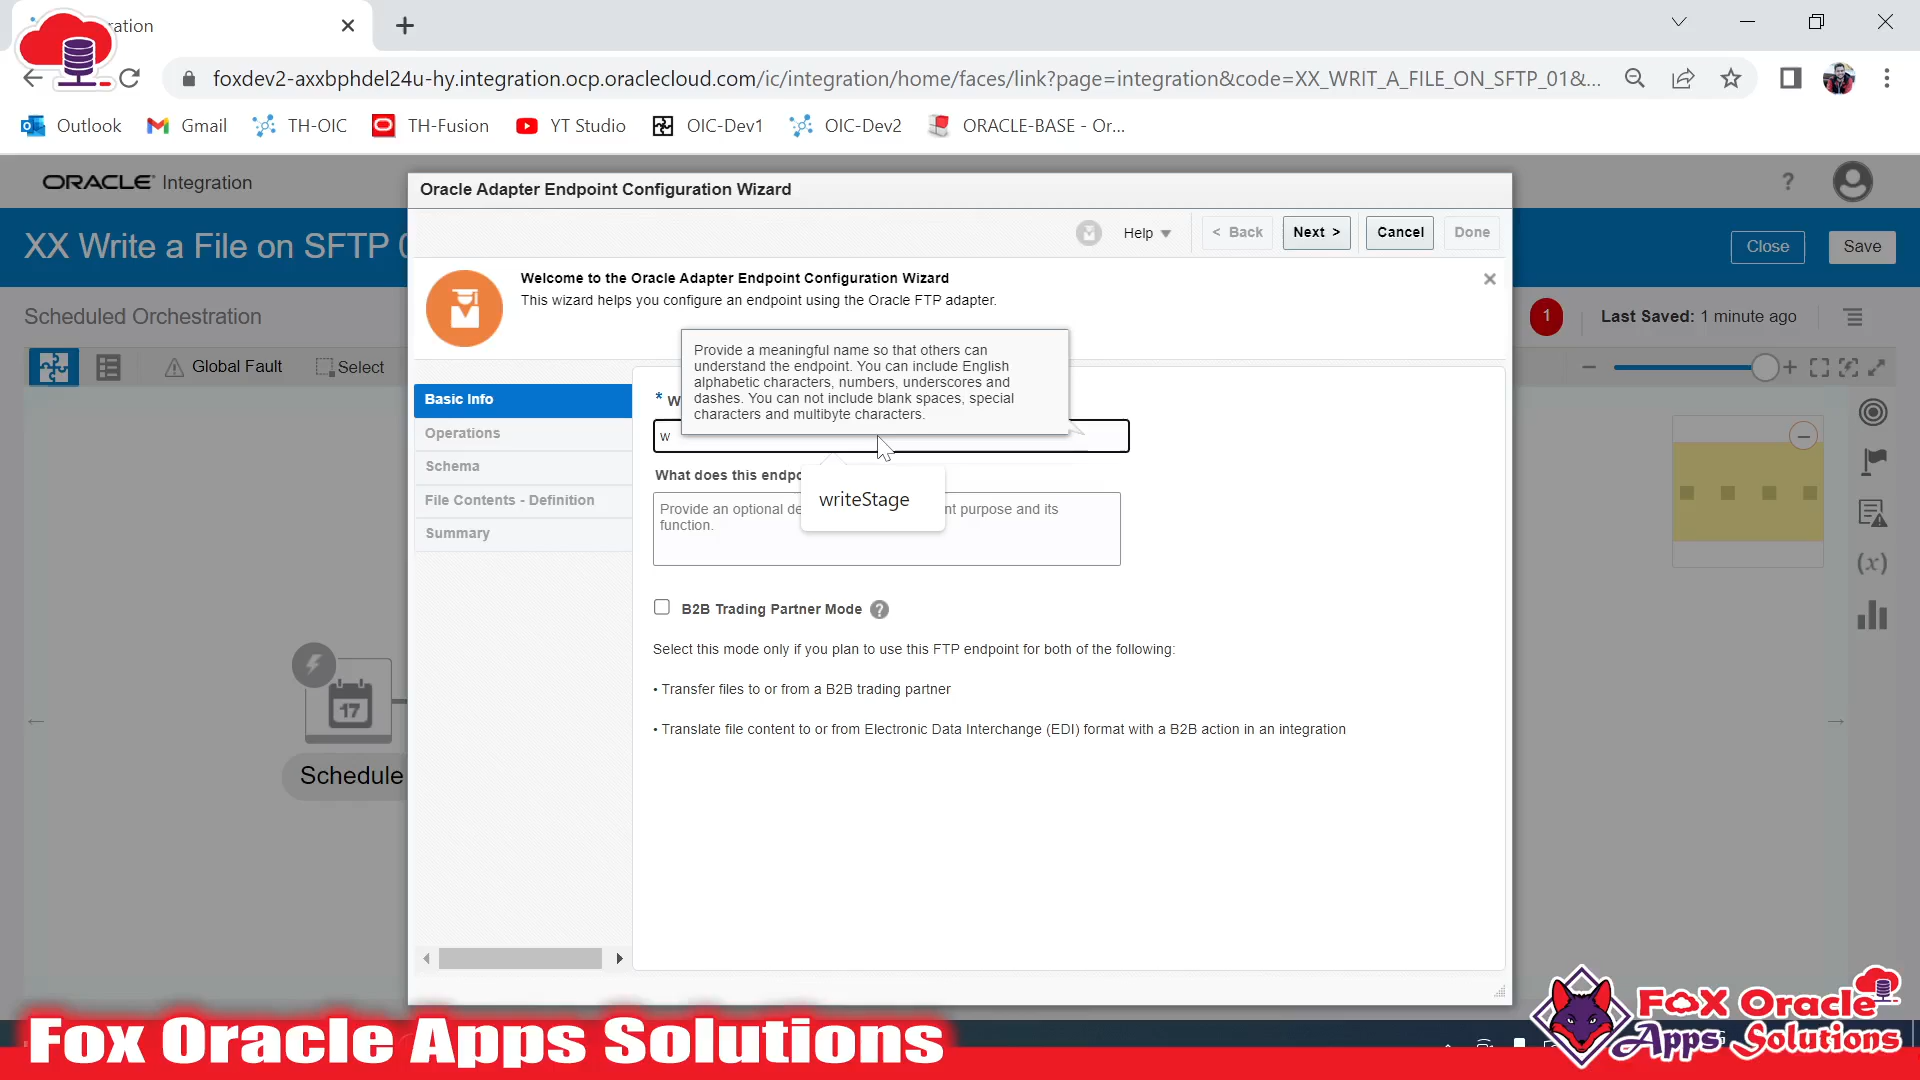 ration
foxdev2-axxbphdel24u-hy.integration.ocp.oraclecloud.com/ic/integration/home/faces/link?page=integration&code=XX_WRIT_A_FILE_ON_SFTP_01&...
Outlook Gmail TH-OIC TH-Fusion YT Studio OIC-Dev1 OIC-Dev2 ORACLE-BASE - Or...
ORACLE Integration
Oracle Adapter Endpoint Configuration Wizard
Help < Back Next > Cancel Done
XX Write a File on SFTP
Close Save
Welcome to the Oracle Adapter Endpoint Configuration Wizard
This wizard helps you configure an endpoint using the Oracle FTP adapter.
Scheduled Orchestration
1 Last Saved: 1 minute ago
Global Fault Select
Provide a meaningful name so that others can
understand the endpoint. You can include English
alphabetic characters, numbers, underscores and
dashes. You can not include blank spaces, special
characters and multibyte characters.
Basic Info
Operations
Schema
File Contents - Definition
Summary
* W
w
What does this endpo
writeStage
Provide an optional de nt purpose and its
function.
B2B Trading Partner Mode ?
Select this mode only if you plan to use this FTP endpoint for both of the following:
• Transfer files to or from a B2B trading partner
• Translate file content to or from Electronic Data Interchange (EDI) format with a B2B action in an integration
17
Schedule
(x)
Fox Oracle Apps Solutions
Fox Oracle
Apps Solutions